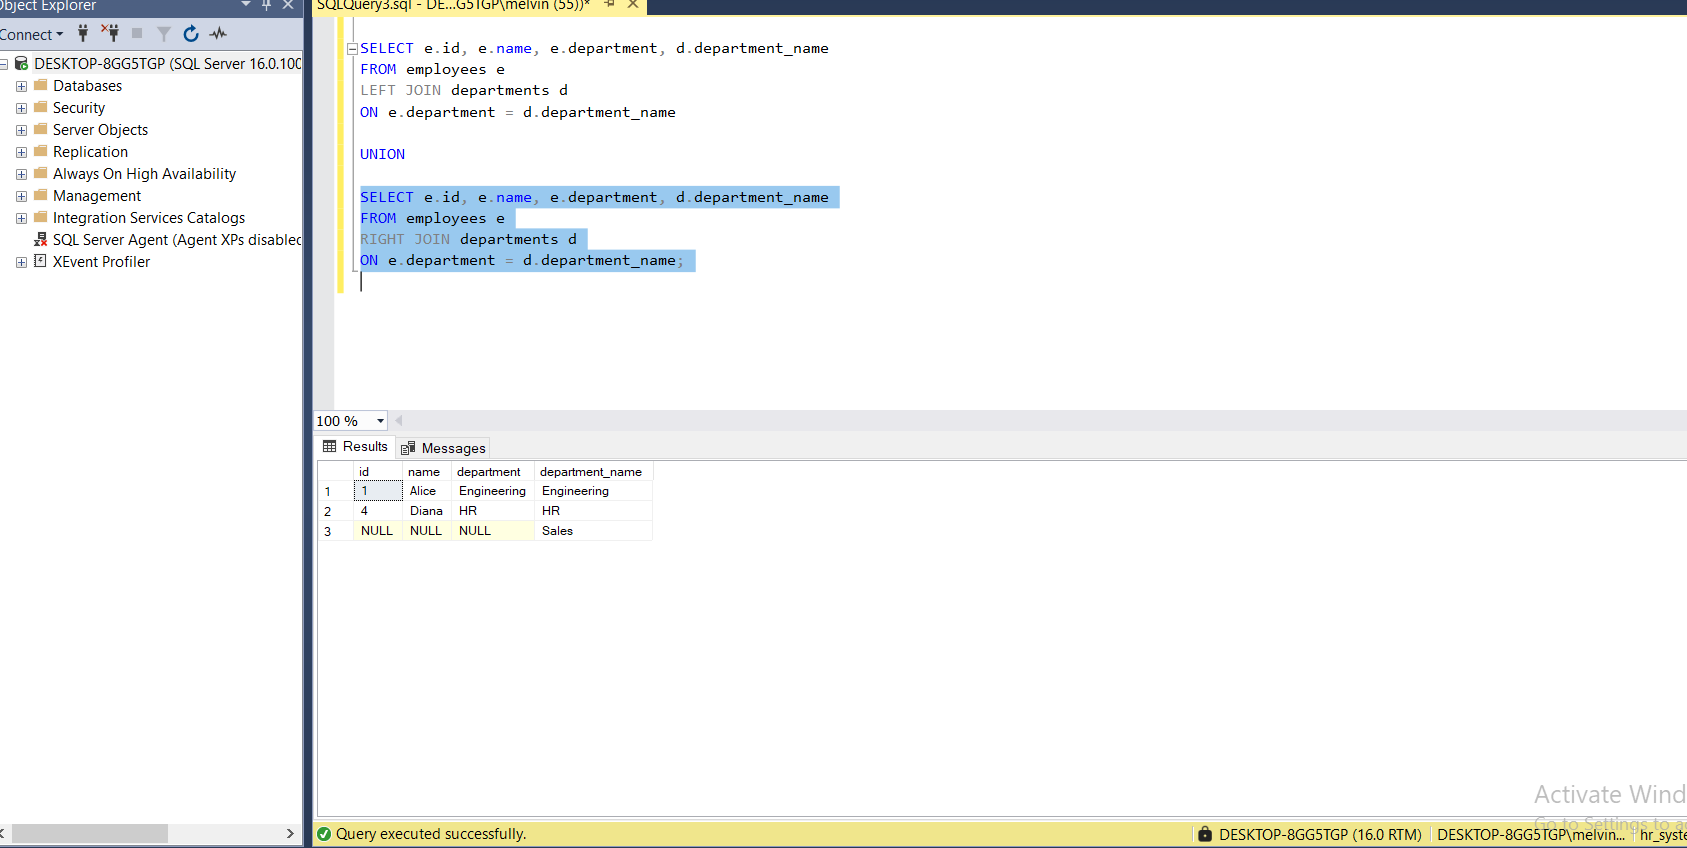 Object Explorer
Connect
DESKTOP-8GG5TGP (SQL Server 16.0.100
Databases
Security
Server Objects
Replication
Always On High Availability
Management
Integration Services Catalogs
SQL Server Agent (Agent XPs disabled
XEvent Profiler
SQLQuery3.sql - DE...G5TGP\melvin (55))*
SELECT e.id, e.name, e.department, d.department_name
FROM employees e
LEFT JOIN departments d
ON e.department = d.department_name
UNION
SELECT e.id, e.name, e.department, d.department_name
FROM employees e
RIGHT JOIN departments d
ON e.department = d.department_name;
100 %
Results Messages
id name department department_name
1 1 Alice Engineering Engineering
2 4 Diana HR HR
3 NULL NULL NULL Sales
Activate Wind
Go to Settings to a
Query executed successfully.
DESKTOP-8GG5TGP (16.0 RTM) DESKTOP-8GG5TGP\melvin... hr_syste